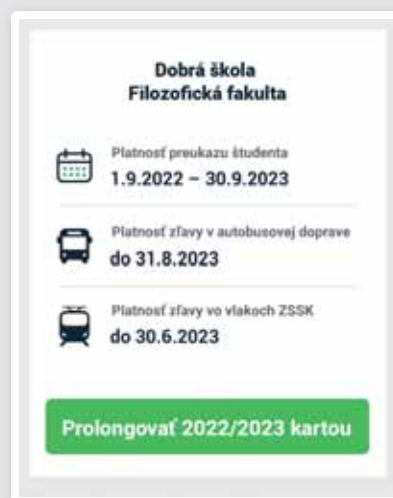 Dobrá škola
Filozofická fakulta
Platnosť preukazu študenta
1.9.2022 – 30.9.2023
Platnosť zľavy v autobusovej doprave
do 31.8.2023
Platnosť zľavy vo vlakoch ZSSK
do 30.6.2023
Prolongovať 2022/2023 kartou